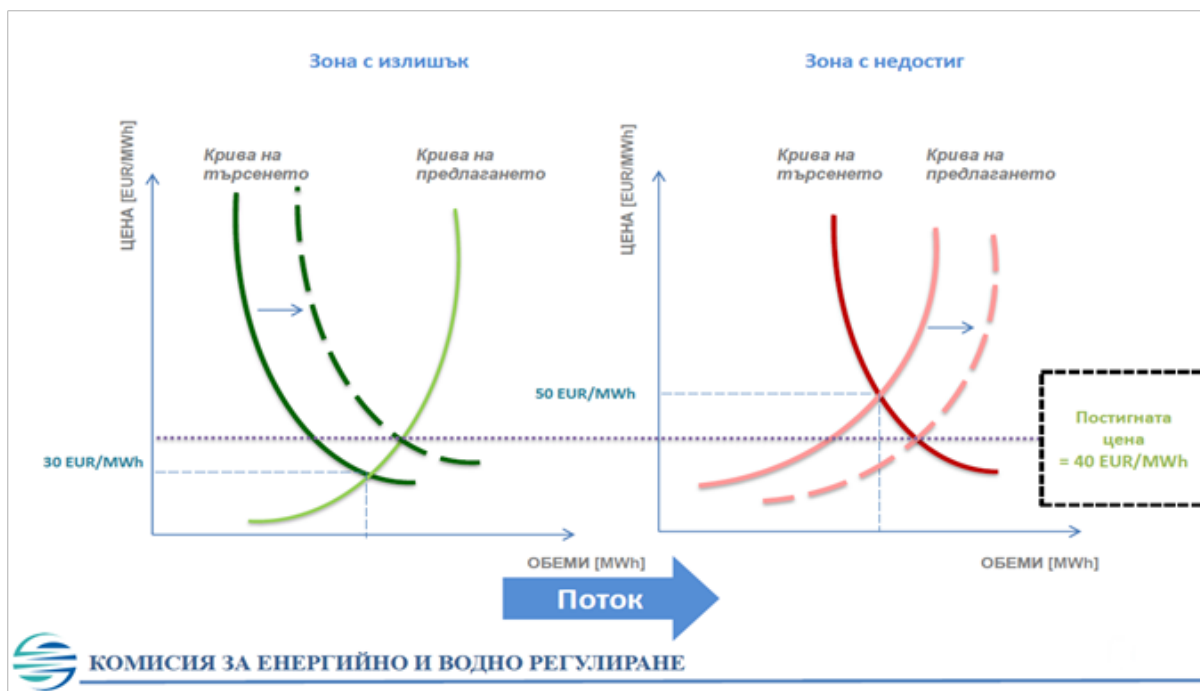 Зона с излишък
Зона с недостиг
Крива на
търсенето
Крива на
предлагането
Крива на
търсенето
Крива на
предлагането
ЦЕНА [EUR/MWh]
ЦЕНА [EUR/MWh]
50 EUR/MWh
30 EUR/MWh
Постигната
цена
= 40 EUR/MWh
ОБЕМИ [MWh]
ОБЕМИ [MWh]
Поток
КОМИСИЯ ЗА ЕНЕРГИЙНО И ВОДНО РЕГУЛИРАНЕ